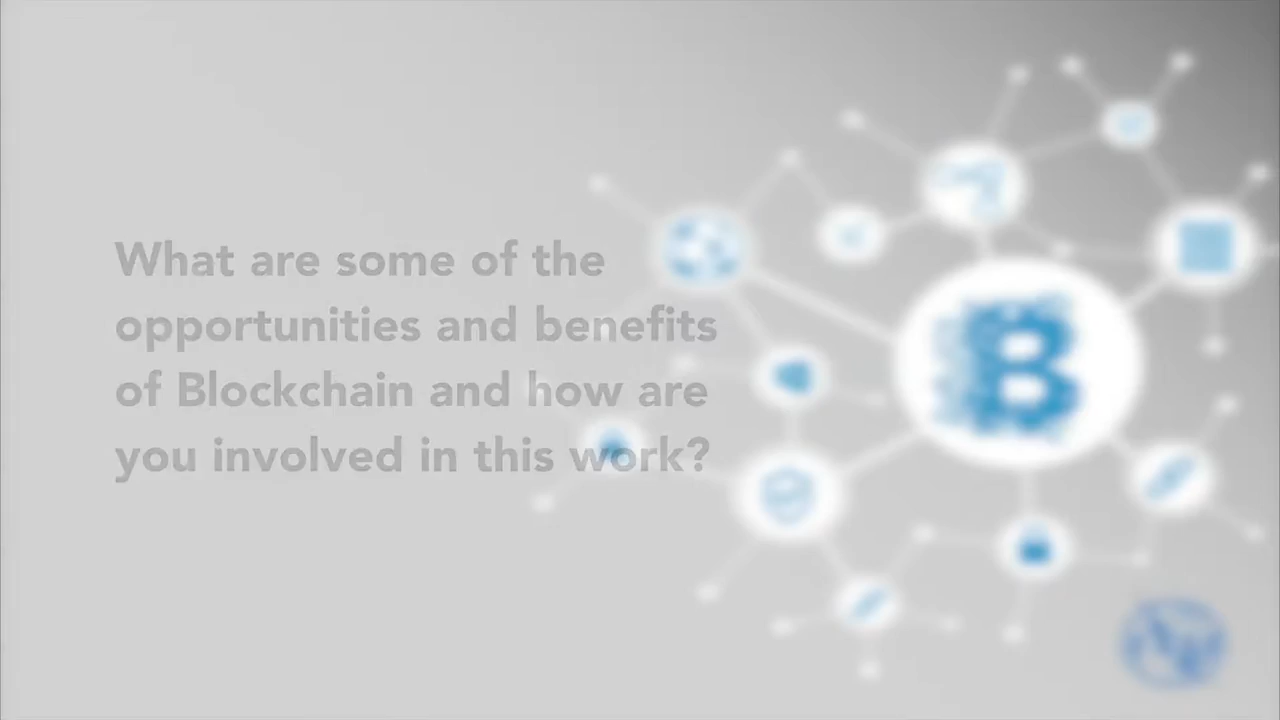 What are some of the
opportunities and benefits
of Blockchain and how are
you involved in this work?